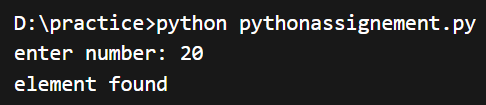 D:\practice>python pythonassignement.py
enter number: 20
element found